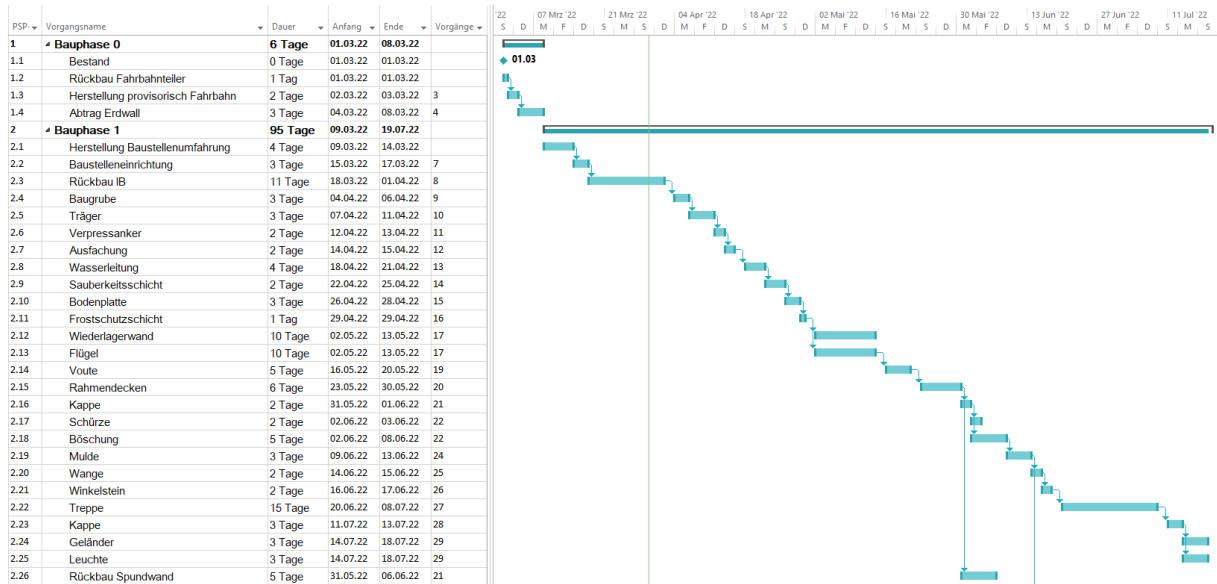 '22 07 Mrz '22 21 Mrz '22 04 Apr '22 18 Apr '22 02 Mai '22 16 Mai '22 30 Mai '22 13 Jun '22 27 Jun '22 11 Jul '22
PSP Vorgangsname Dauer Anfang Ende Vorgänge S D M F D S S M D M F D S S M D M F D S S M D M F D S S M D M F D S S M D M S
1 Bauphase 0 6 Tage 01.03.22 08.03.22
1.1 Bestand 0 Tage 01.03.22 01.03.22 01.03
1.2 Rückbau Fahrbahnteiler 1 Tag 01.03.22 01.03.22
1.3 Herstellung provisorisch Fahrbahn 2 Tage 02.03.22 03.03.22 3
1.4 Abtrag Erdwall 3 Tage 04.03.22 08.03.22 4
2 Bauphase 1 95 Tage 09.03.22 19.07.22
2.1 Herstellung Baustellenumfahrung 4 Tage 09.03.22 14.03.22
2.2 Baustelleneinrichtung 3 Tage 15.03.22 17.03.22 7
2.3 Rückbau IB 11 Tage 18.03.22 01.04.22 8
2.4 Baugrube 3 Tage 04.04.22 06.04.22 9
2.5 Träger 3 Tage 07.04.22 11.04.22 10
2.6 Verpressanker 2 Tage 12.04.22 13.04.22 11
2.7 Ausfachung 2 Tage 14.04.22 15.04.22 12
2.8 Wasserleitung 4 Tage 18.04.22 21.04.22 13
2.9 Sauberkeitsschicht 2 Tage 22.04.22 25.04.22 14
2.10 Bodenplatte 3 Tage 26.04.22 28.04.22 15
2.11 Frostschutzschicht 1 Tag 29.04.22 29.04.22 16
2.12 Wiederlagerwand 10 Tage 02.05.22 13.05.22 17
2.13 Flügel 10 Tage 02.05.22 13.05.22 17
2.14 Voute 5 Tage 16.05.22 20.05.22 19
2.15 Rahmendecken 6 Tage 23.05.22 30.05.22 20
2.16 Kappe 2 Tage 31.05.22 01.06.22 21
2.17 Schürze 2 Tage 02.06.22 03.06.22 22
2.18 Böschung 5 Tage 02.06.22 08.06.22 22
2.19 Mulde 3 Tage 09.06.22 13.06.22 24
2.20 Wange 2 Tage 14.06.22 15.06.22 25
2.21 Winkelstein 2 Tage 16.06.22 17.06.22 26
2.22 Treppe 15 Tage 20.06.22 08.07.22 27
2.23 Kappe 3 Tage 11.07.22 13.07.22 28
2.24 Geländer 3 Tage 14.07.22 18.07.22 29
2.25 Leuchte 3 Tage 14.07.22 18.07.22 29
2.26 Rückbau Spundwand 5 Tage 31.05.22 06.06.22 21